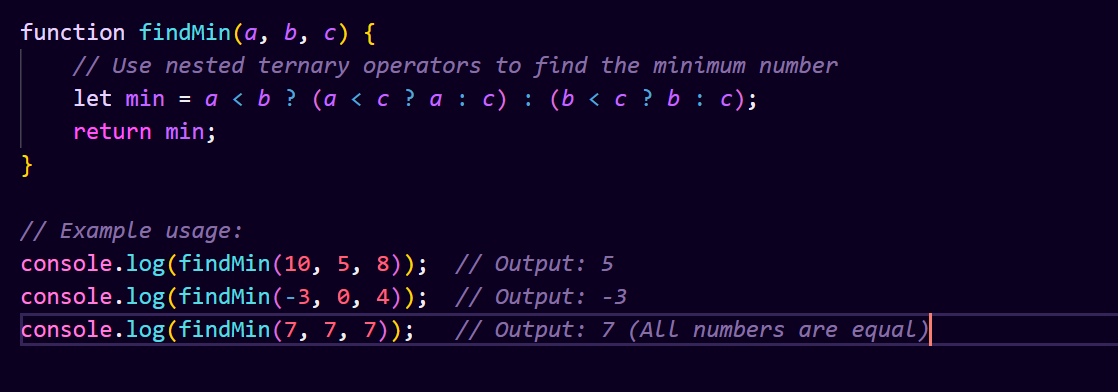 function findMin(a, b, c) {
    // Use nested ternary operators to find the minimum number
    let min = a < b ? (a < c ? a : c) : (b < c ? b : c);
    return min;
}

// Example usage:
console.log(findMin(10, 5, 8));  // Output: 5
console.log(findMin(-3, 0, 4));  // Output: -3
console.log(findMin(7, 7, 7));   // Output: 7 (All numbers are equal)